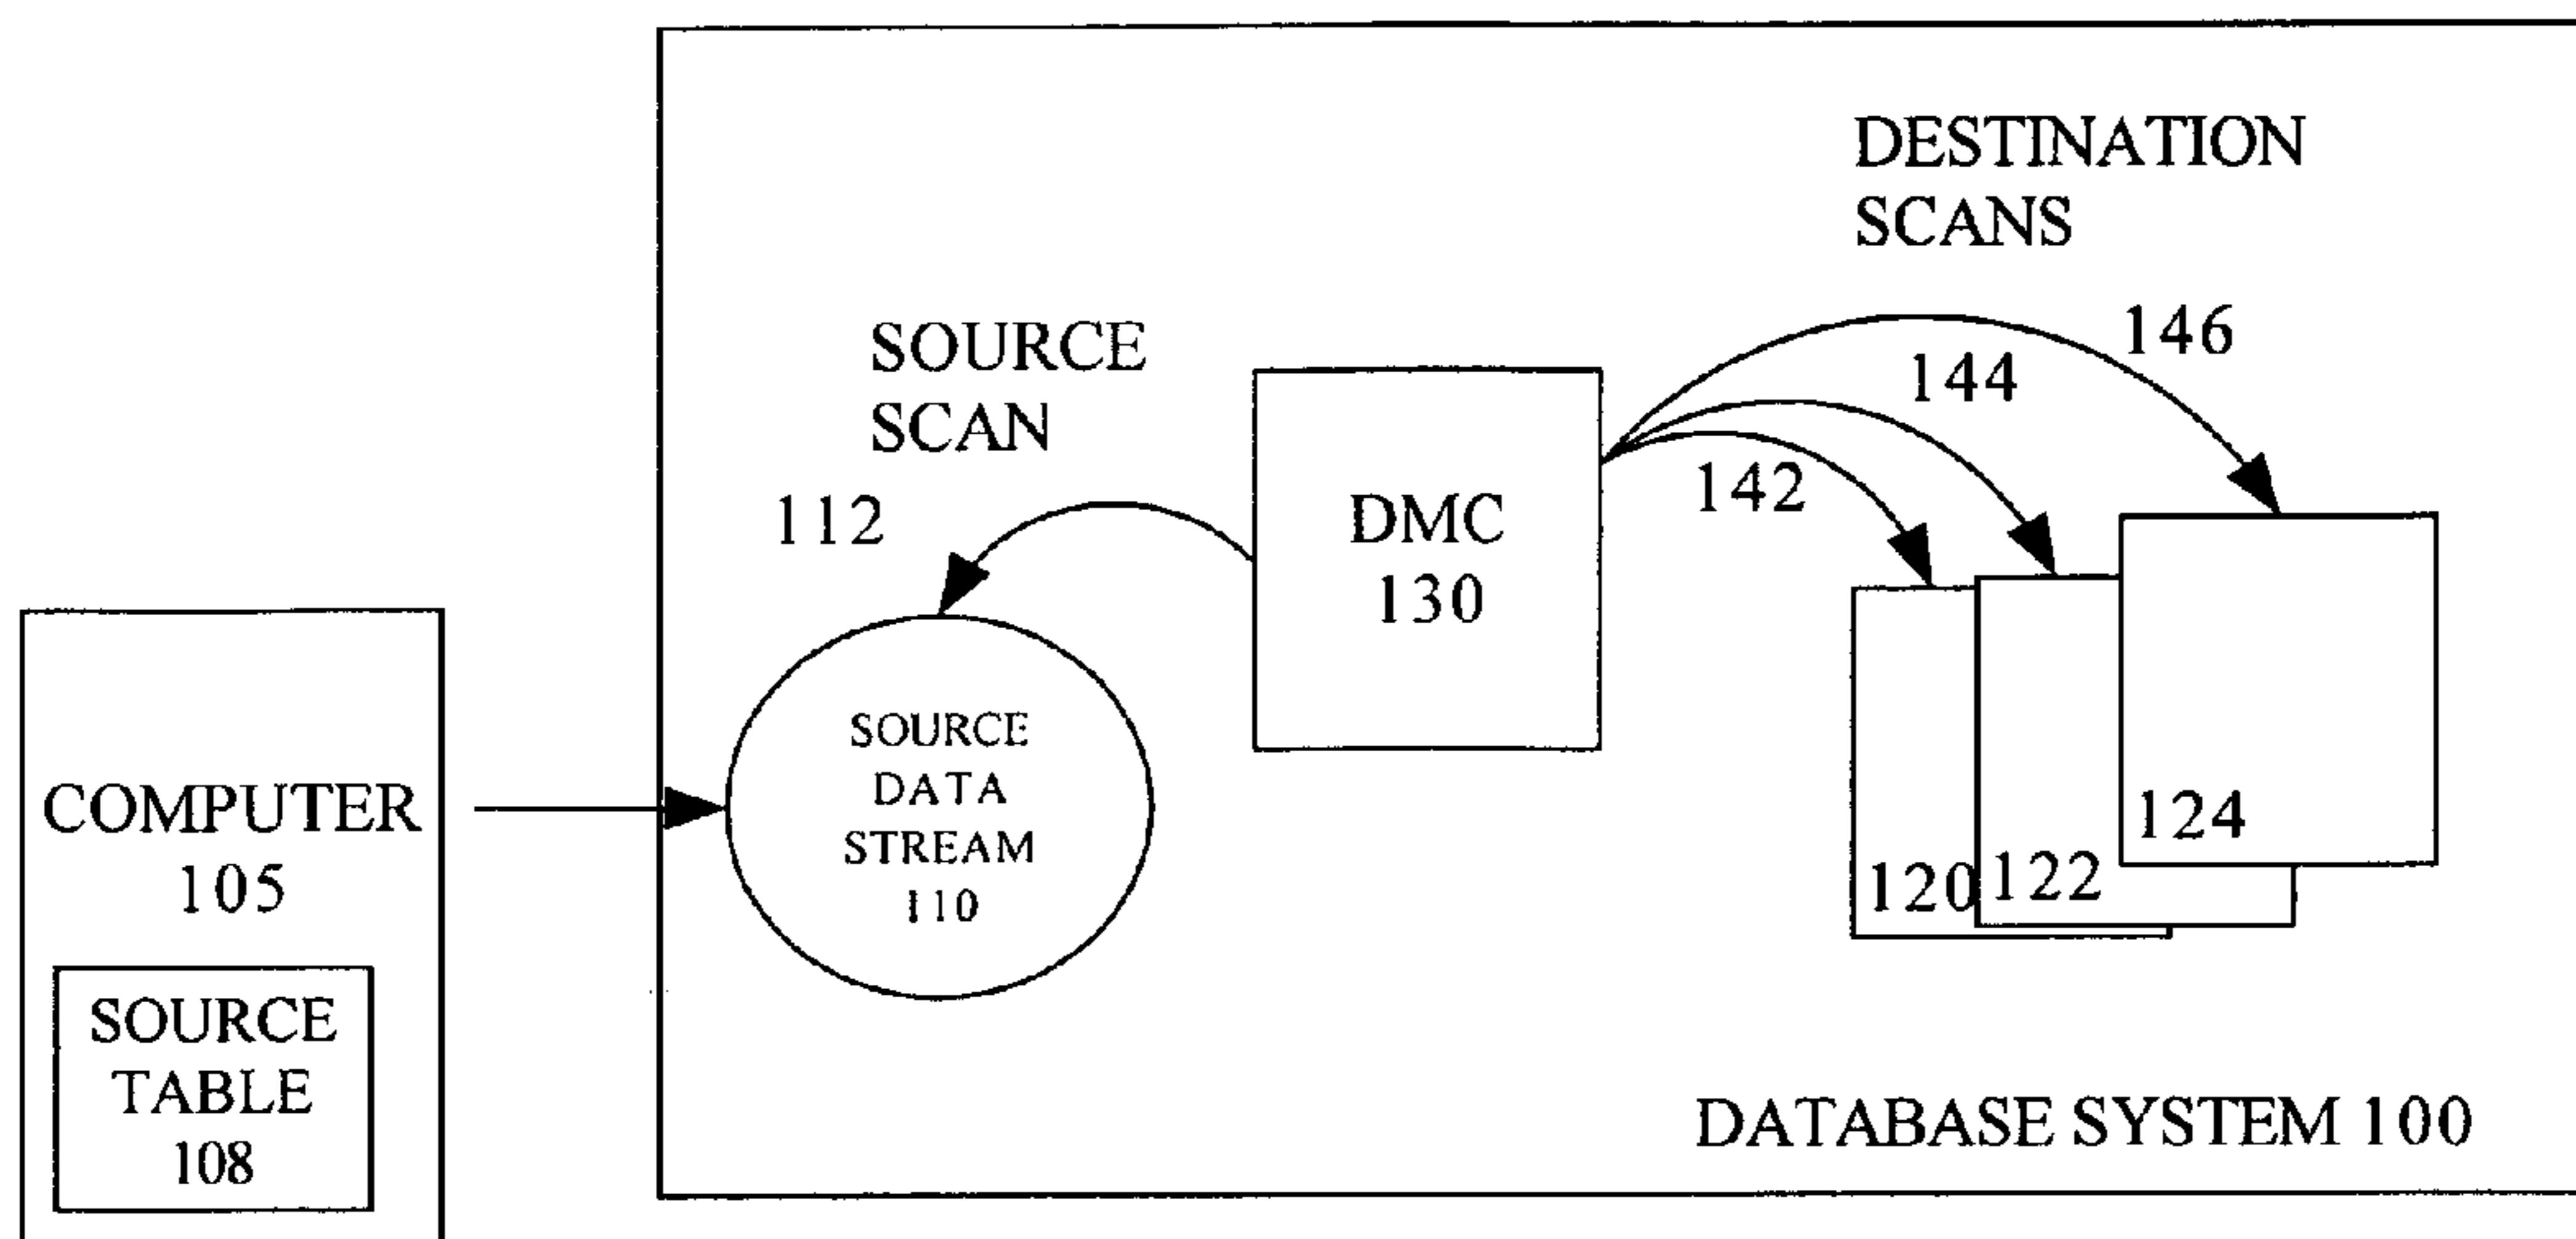 DESTINATION
SCANS
SOURCE
SCAN
112
DMC
130
146
144
142
COMPUTER
105
SOURCE
TABLE
108
SOURCE
DATA
STREAM
110
120
122
124
DATABASE SYSTEM 100